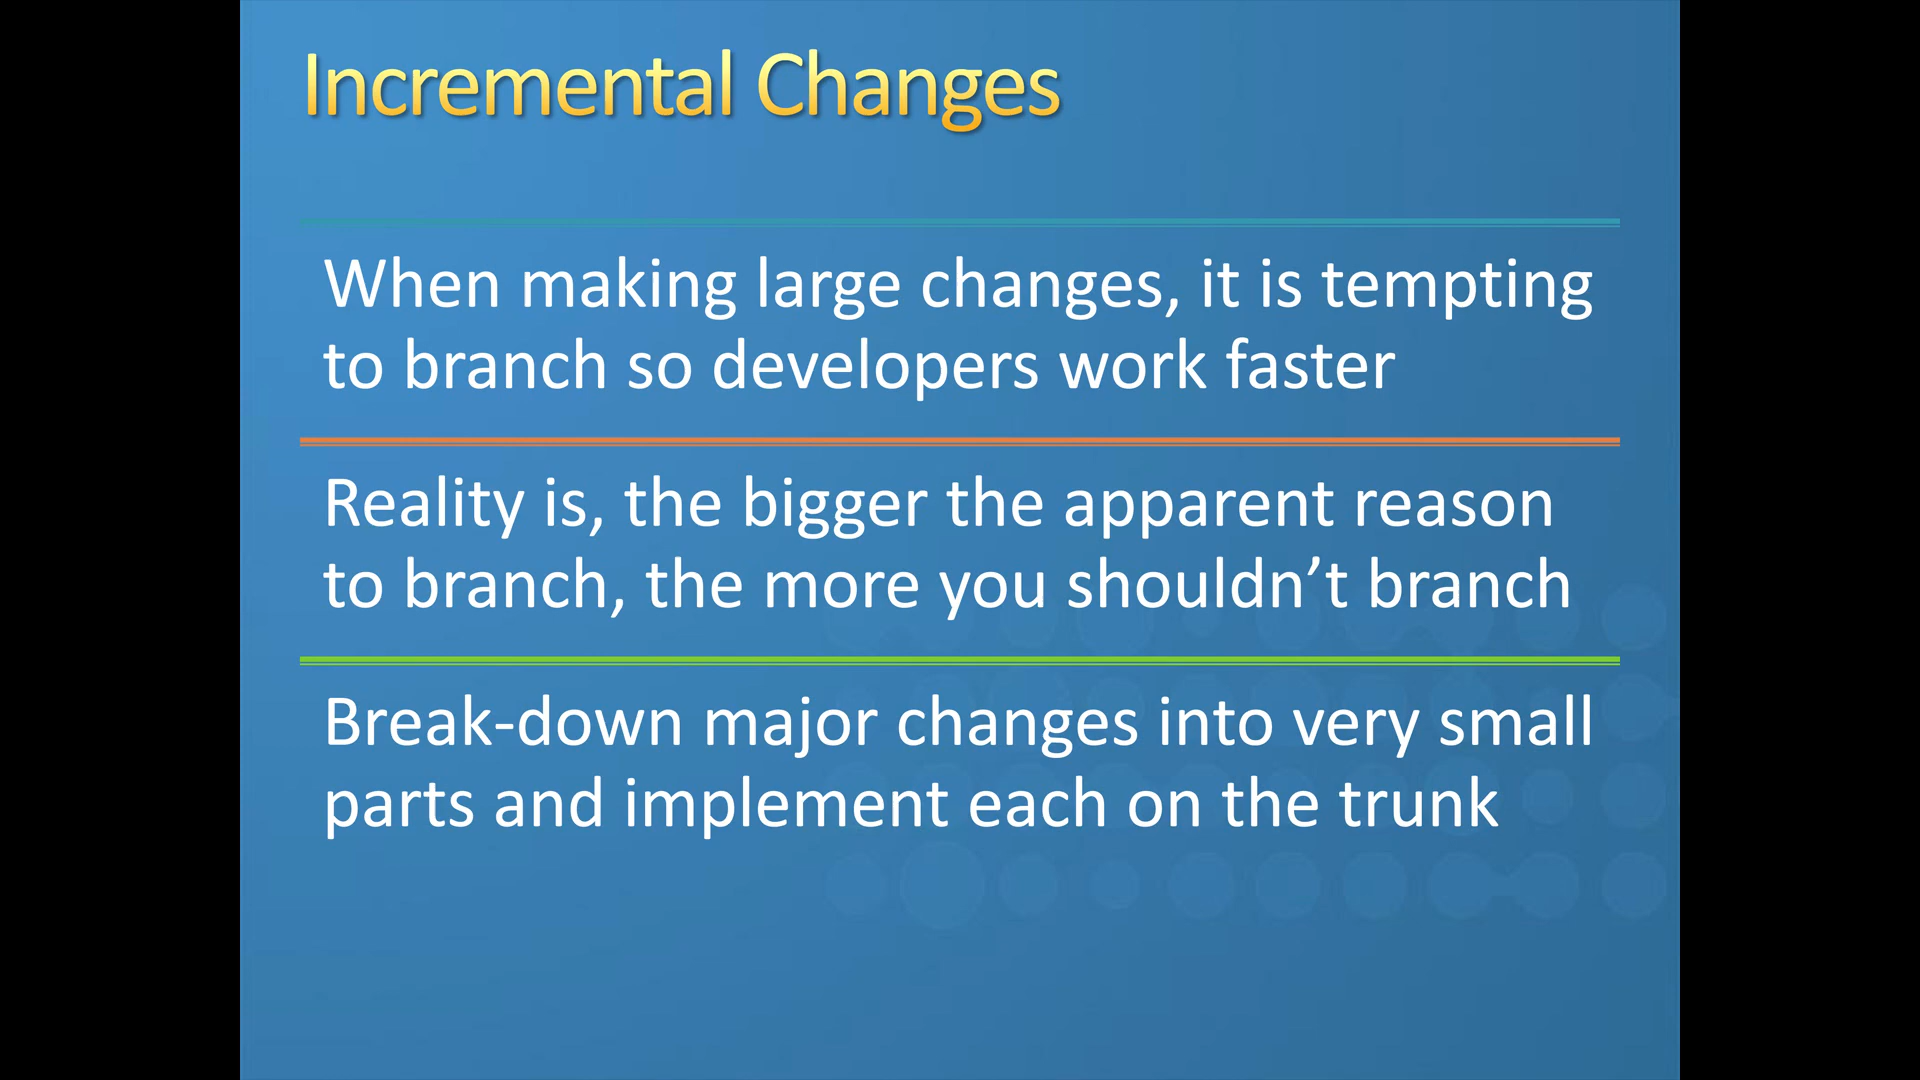 Incremental Changes
When making large changes, it is tempting
to branch so developers work faster
Reality is, the bigger the apparent reason
to branch, the more you shouldn’t branch
Break-down major changes into very small
parts and implement each on the trunk